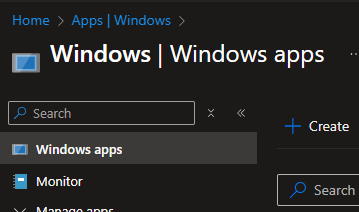 Home > Apps | Windows >
Windows | Windows apps
...
Search
Create
Windows apps
Monitor
Search
Manage apps